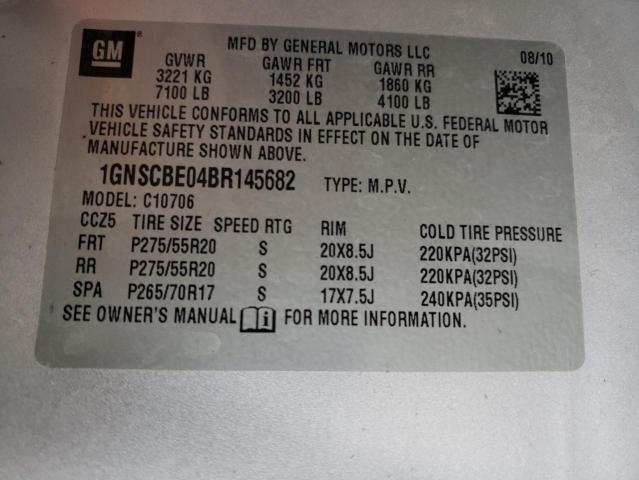 GM
MFD BY GENERAL MOTORS LLC 08/10
GVWR GAWR FRT GAWR RR
3221 KG 1452 KG 1860 KG
7100 LB 3200 LB 4100 LB
THIS VEHICLE CONFORMS TO ALL APPLICABLE U.S. FEDERAL MOTOR
VEHICLE SAFETY STANDARDS IN EFFECT ON THE DATE OF
MANUFACTURE SHOWN ABOVE.
1GNSCBE04BR145682 TYPE: M.P.V.
MODEL: C10706
CCZ5 TIRE SIZE SPEED RTG RIM COLD TIRE PRESSURE
FRT P275/55R20 S 20X8.5J 220KPA(32PSI)
RR P275/55R20 S 20X8.5J 220KPA(32PSI)
SPA P265/70R17 S 17X7.5J 240KPA(35PSI)
SEE OWNER'S MANUAL i FOR MORE INFORMATION.